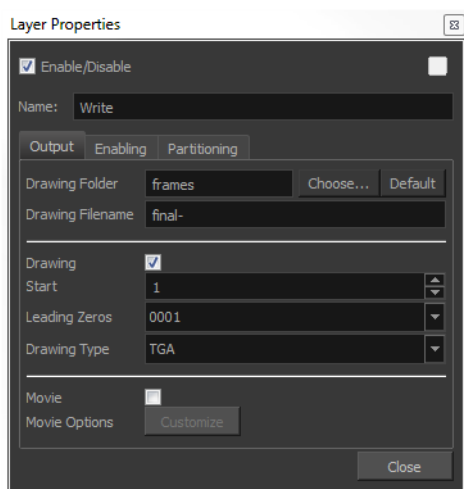 Layer Properties
Enable/Disable
Name: Write
Output Enabling Partitioning
Drawing Folder frames Choose... Default
Drawing Filename final-
Drawing
Start 1
Leading Zeros 0001
Drawing Type TGA
Movie
Movie Options Customize
Close